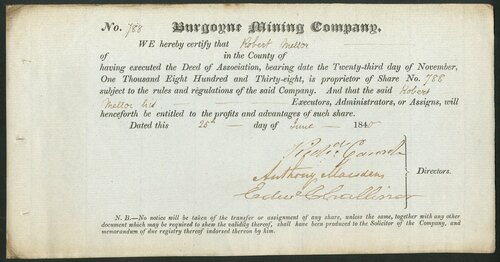 No. 788 Burgoyne Mining Company.
WE hereby certify that Robert Mellor
of in the County of
having executed the Deed of Association, bearing date the Twenty-third day of November,
One Thousand Eight Hundred and Thirty-eight, is proprietor of Share No. 788
subject to the rules and regulations of the said Company. And that the said Robert
Mellor his Executors, Administrators, or Assigns, will
henceforth be entitled to the profits and advantages of such share.
Dated this 25th day of June 1840
Anthony Marsden
Directors.
N. B.—No notice will be taken of the transfer or assignment of any share, unless the same, together with any other
document which may be required to shew the validity thereof, shall have been produced to the Solicitor of the Company, and
memorandum of due registry thereof indorsed thereon by him.